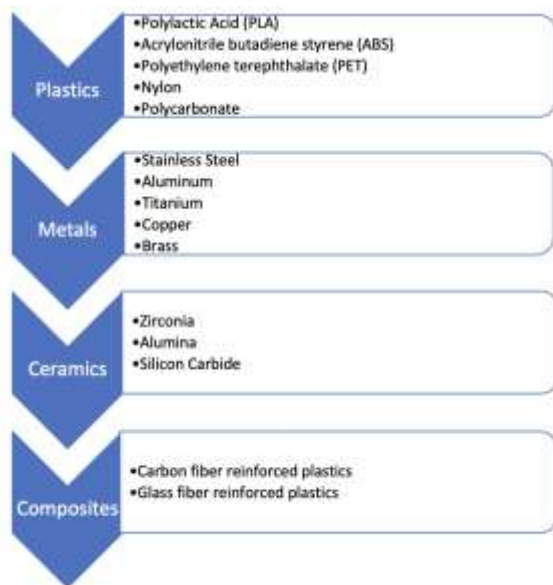 Plastics
•Polylactic Acid (PLA)
•Acrylonitrile butadiene styrene (ABS)
•Polyethylene terephthalate (PET)
•Nylon
•Polycarbonate
Metals
•Stainless Steel
•Aluminum
•Titanium
•Copper
•Brass
Ceramics
•Zirconia
•Alumina
•Silicon Carbide
Composites
•Carbon fiber reinforced plastics
•Glass fiber reinforced plastics